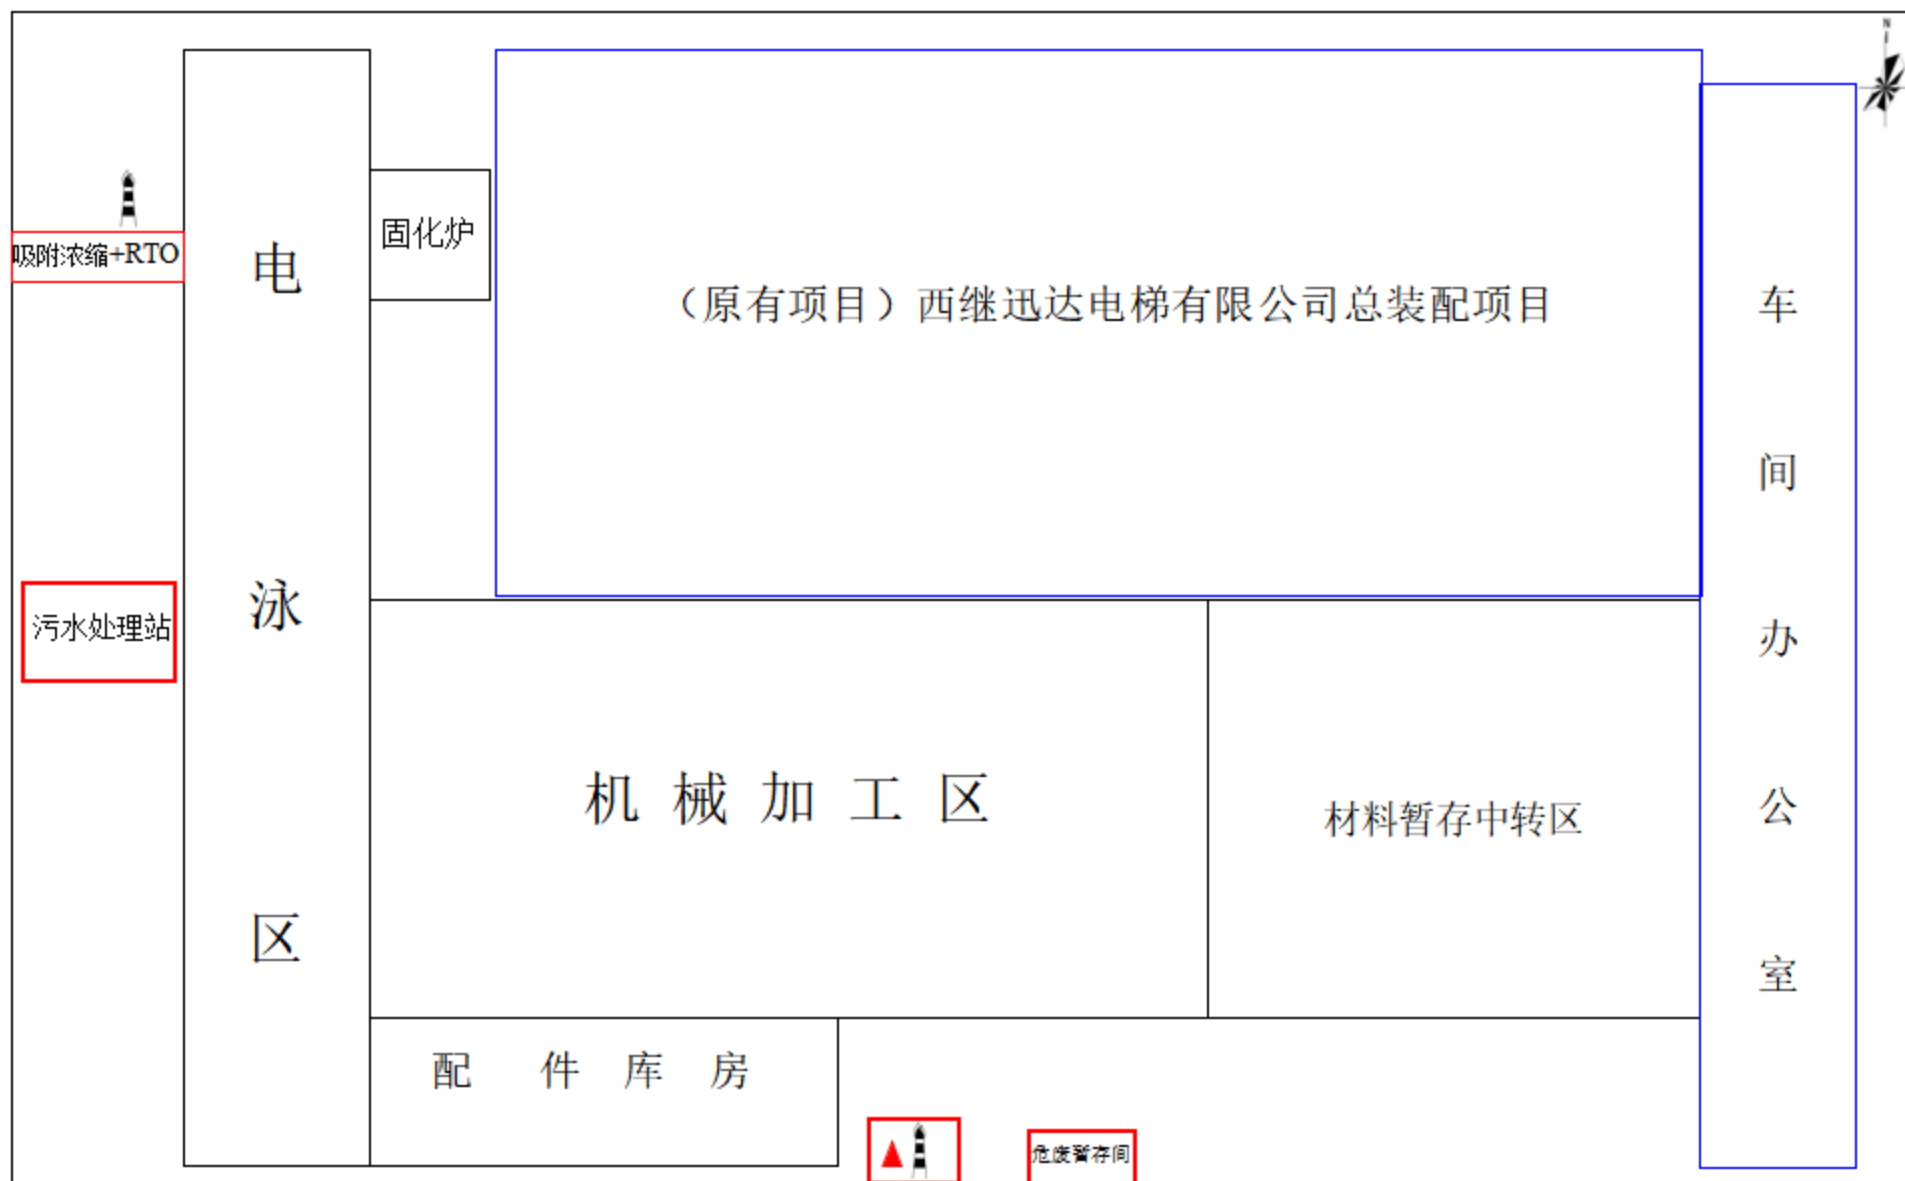 N
固化炉
吸附浓缩+RTO
电泳区
（原有项目）西继迅达电梯有限公司总装配项目
车间办公室
污水处理站
机械加工区
材料暂存中转区
配件库房
危废暂存间